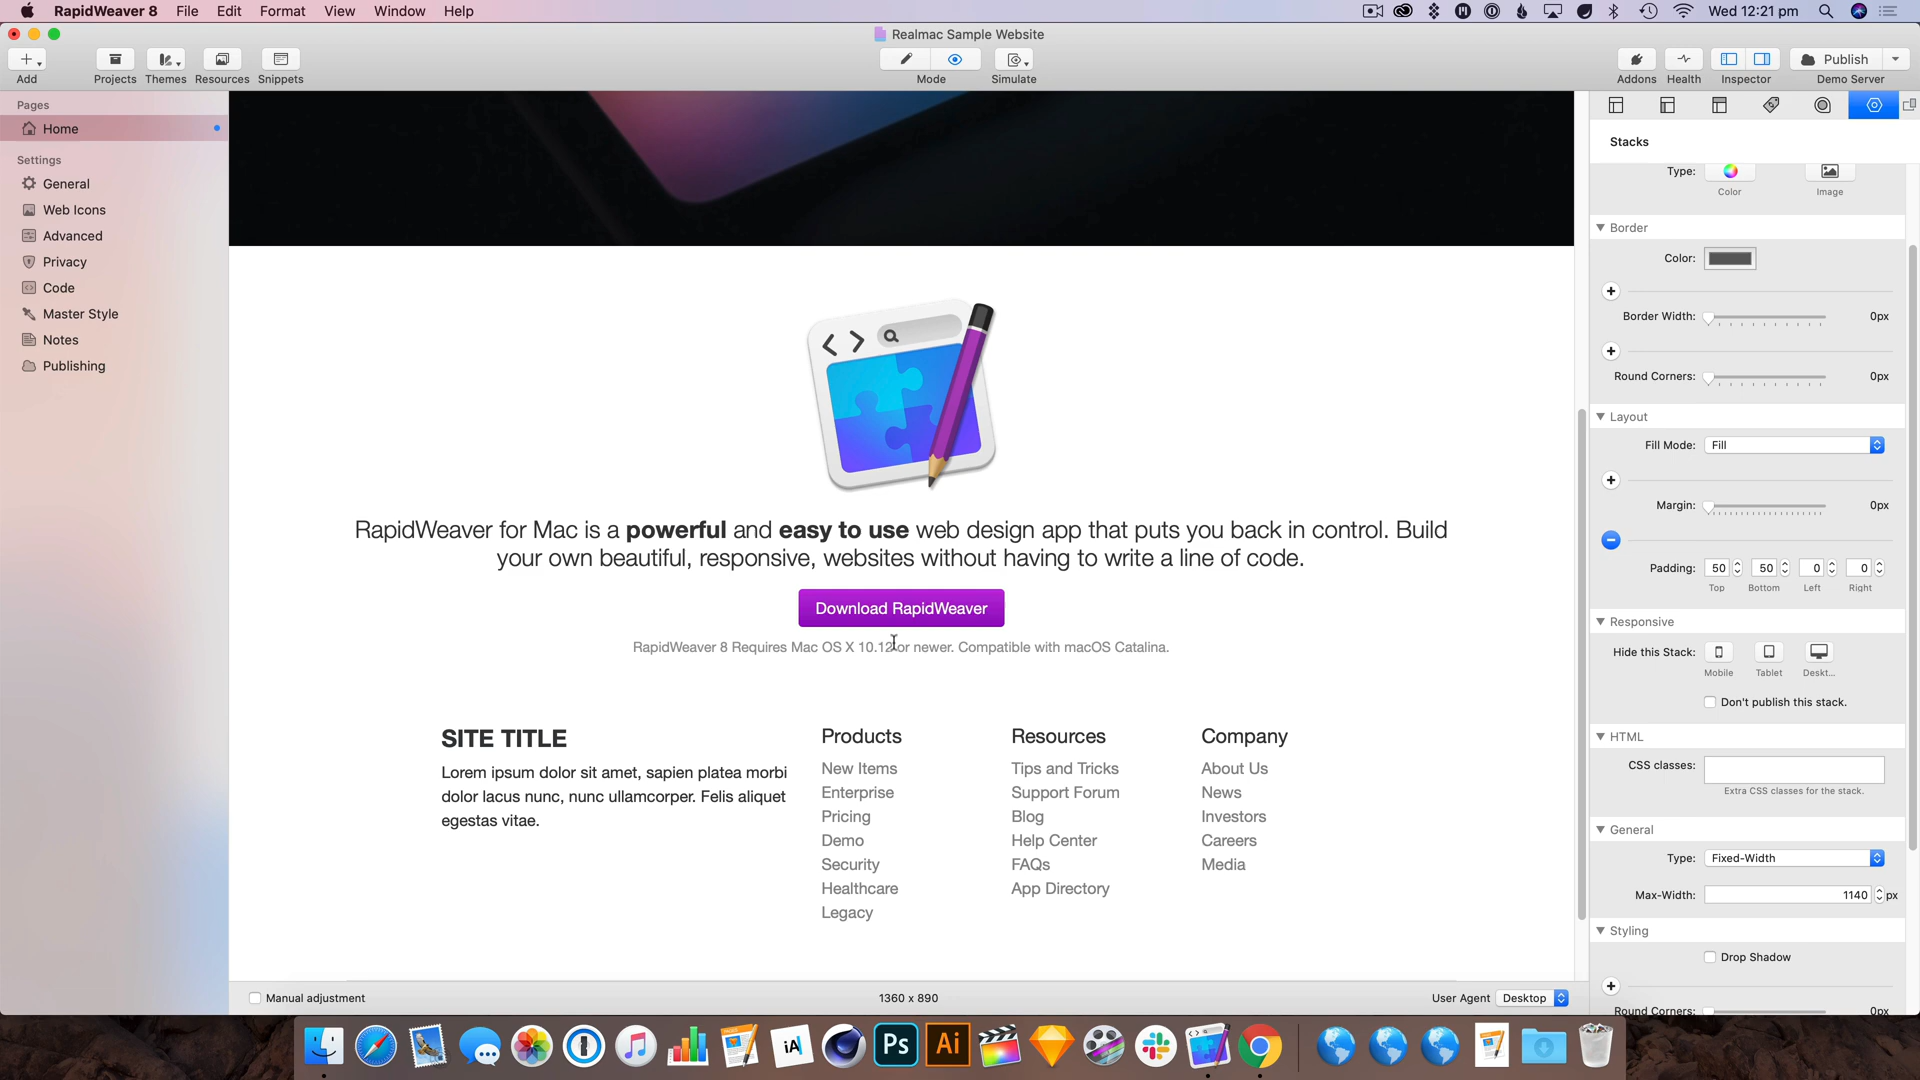 RapidWeaver 8 File Edit Format View Window Help
Wed 12:21 pm
Realmac Sample Website
Add
Projects
Themes
Resources
Snippets
Mode
Simulate
Addons
Health
Inspector
Publish
Demo Server
Pages
Home
Settings
General
Web Icons
Advanced
Privacy
Code
Master Style
Notes
Publishing
RapidWeaver for Mac is a powerful and easy to use web design app that puts you back in control. Build
your own beautiful, responsive, websites without having to write a line of code.
Download RapidWeaver
RapidWeaver 8 Requires Mac OS X 10.12 or newer. Compatible with macOS Catalina.
SITE TITLE
Lorem ipsum dolor sit amet, sapien platea morbi
dolor lacus nunc, nunc ullamcorper. Felis aliquet
egestas vitae.
Products
New Items
Enterprise
Pricing
Demo
Security
Healthcare
Legacy
Resources
Tips and Tricks
Support Forum
Blog
Help Center
FAQs
App Directory
Company
About Us
News
Investors
Careers
Media
Manual adjustment
1360 x 890
User Agent Desktop
Stacks
Type:
Color
Image
Border
Color:
Border Width: 0px
Round Corners: 0px
Layout
Fill Mode: Fill
Margin: 0px
Padding: 50 50 0 0
Top Bottom Left Right
Responsive
Hide this Stack:
Mobile Tablet Deskt...
Don't publish this stack.
HTML
CSS classes:
Extra CSS classes for the stack.
General
Type: Fixed-Width
Max-Width: 1140 px
Styling
Drop Shadow
Round Corners: 0px
iA
Ps
Ai